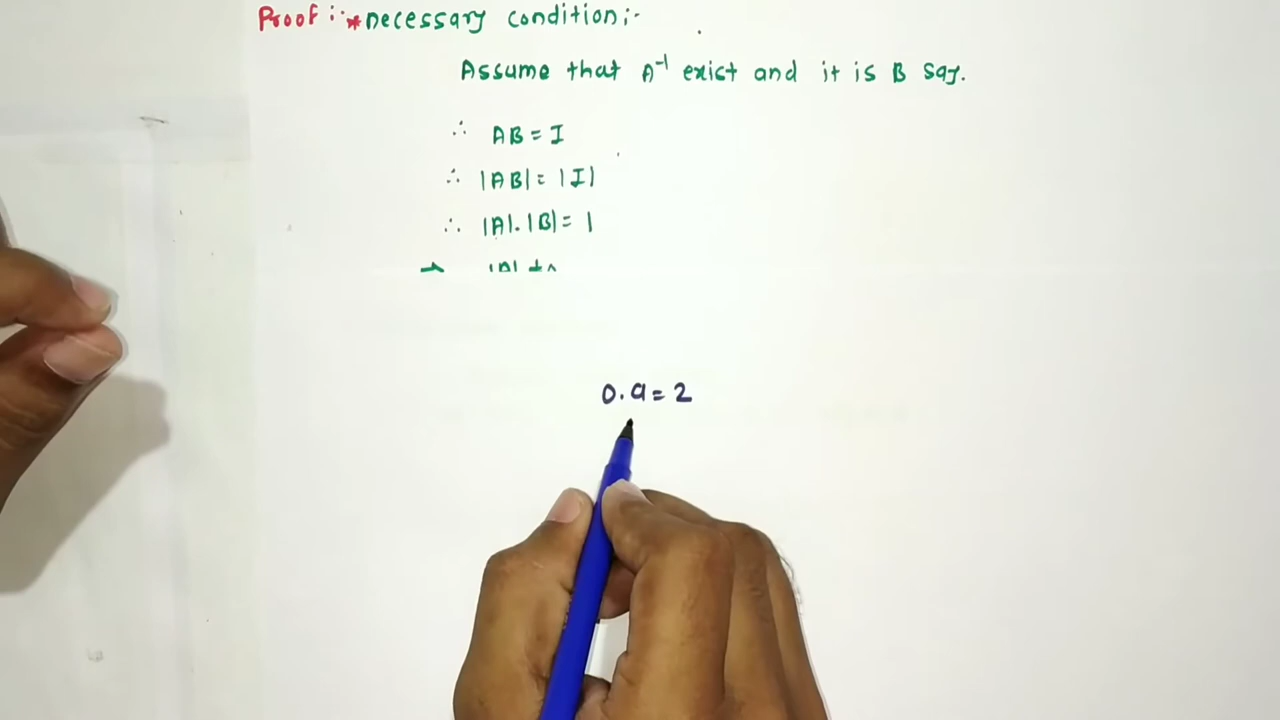 Proof :- * necessary condition :-
Assume that A⁻¹ exist and it is B say.
∴ AB = I
∴ |AB| = |I|
∴ |A|. |B| = 1
0.a = 2